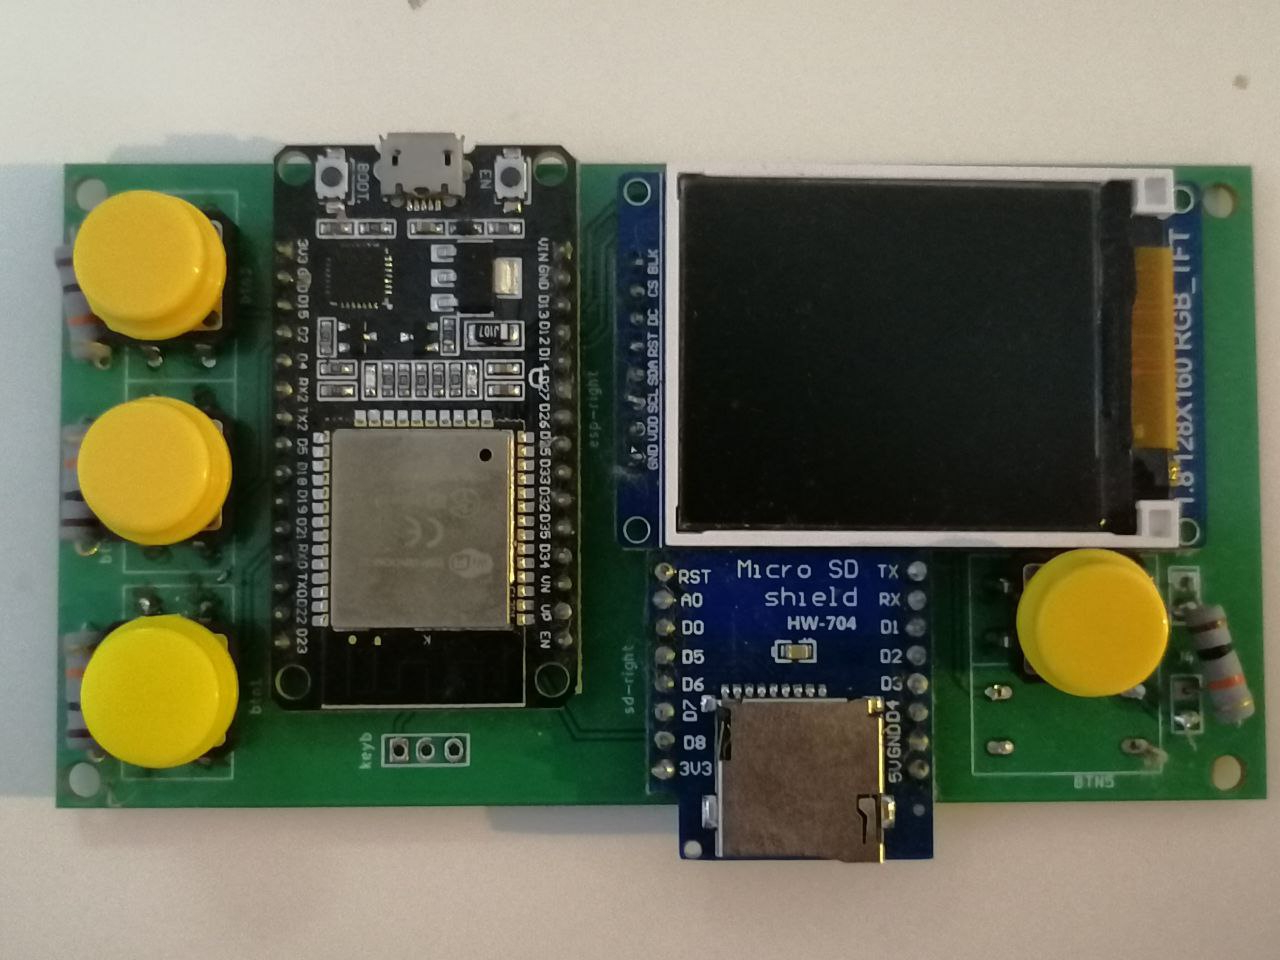 BOOT.
EN
3V3
GND
D15
D2
D4
RX2
TX2
D5
D18
D19
D21
RX0
TX0
D22
D23
VIN
GND
D13
D12
D14
D27
D26
D25
D33
D32
D35
D34
VN
VP
EN
J107
esp-right
btn1
keyb
BLK
CS
DC
RST
SDA
SCL
VDD
GND
1.8 128X160 RGB_TFT
sd-right
Micro SD
shield
HW-704
RST
A0
D0
D5
D6
D7
D8
3V3
TX
RX
D1
D2
D3
D4
GND
5V
BTN5